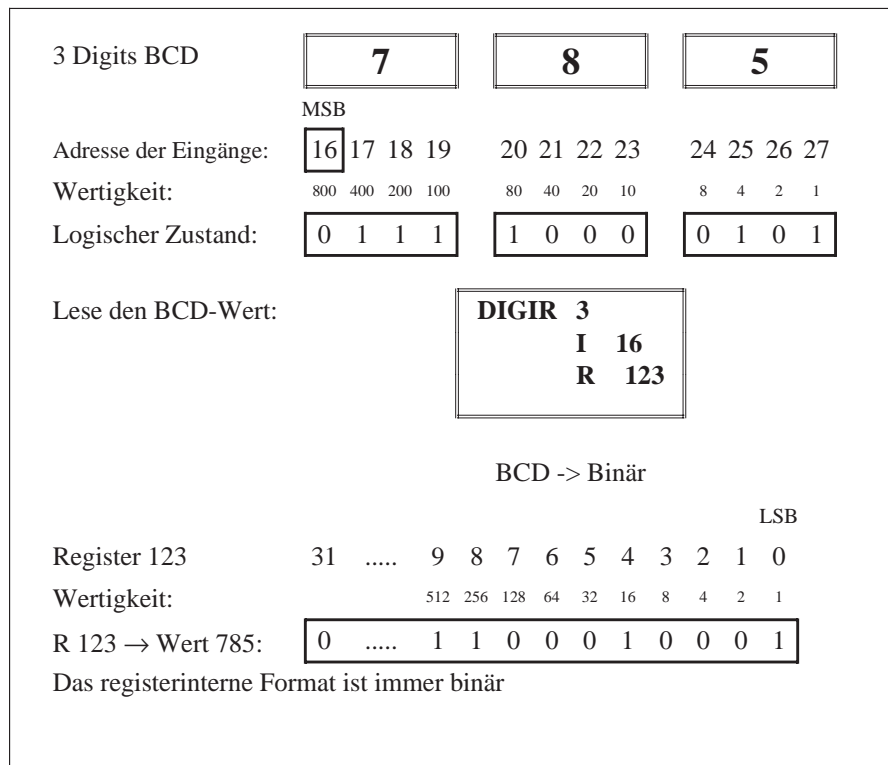 3 Digits BCD 7 8 5
MSB
Adresse der Eingänge: 16 17 18 19 20 21 22 23 24 25 26 27
Wertigkeit: 800 400 200 100 80 40 20 10 8 4 2 1
Logischer Zustand: 0 1 1 1 1 0 0 0 0 1 0 1
Lese den BCD-Wert: DIGIR 3
I 16
R 123
BCD -> Binär
LSB
Register 123 31 ..... 9 8 7 6 5 4 3 2 1 0
Wertigkeit: 512 256 128 64 32 16 8 4 2 1
R 123 → Wert 785: 0 ..... 1 1 0 0 0 1 0 0 0 1
Das registerinterne Format ist immer binär